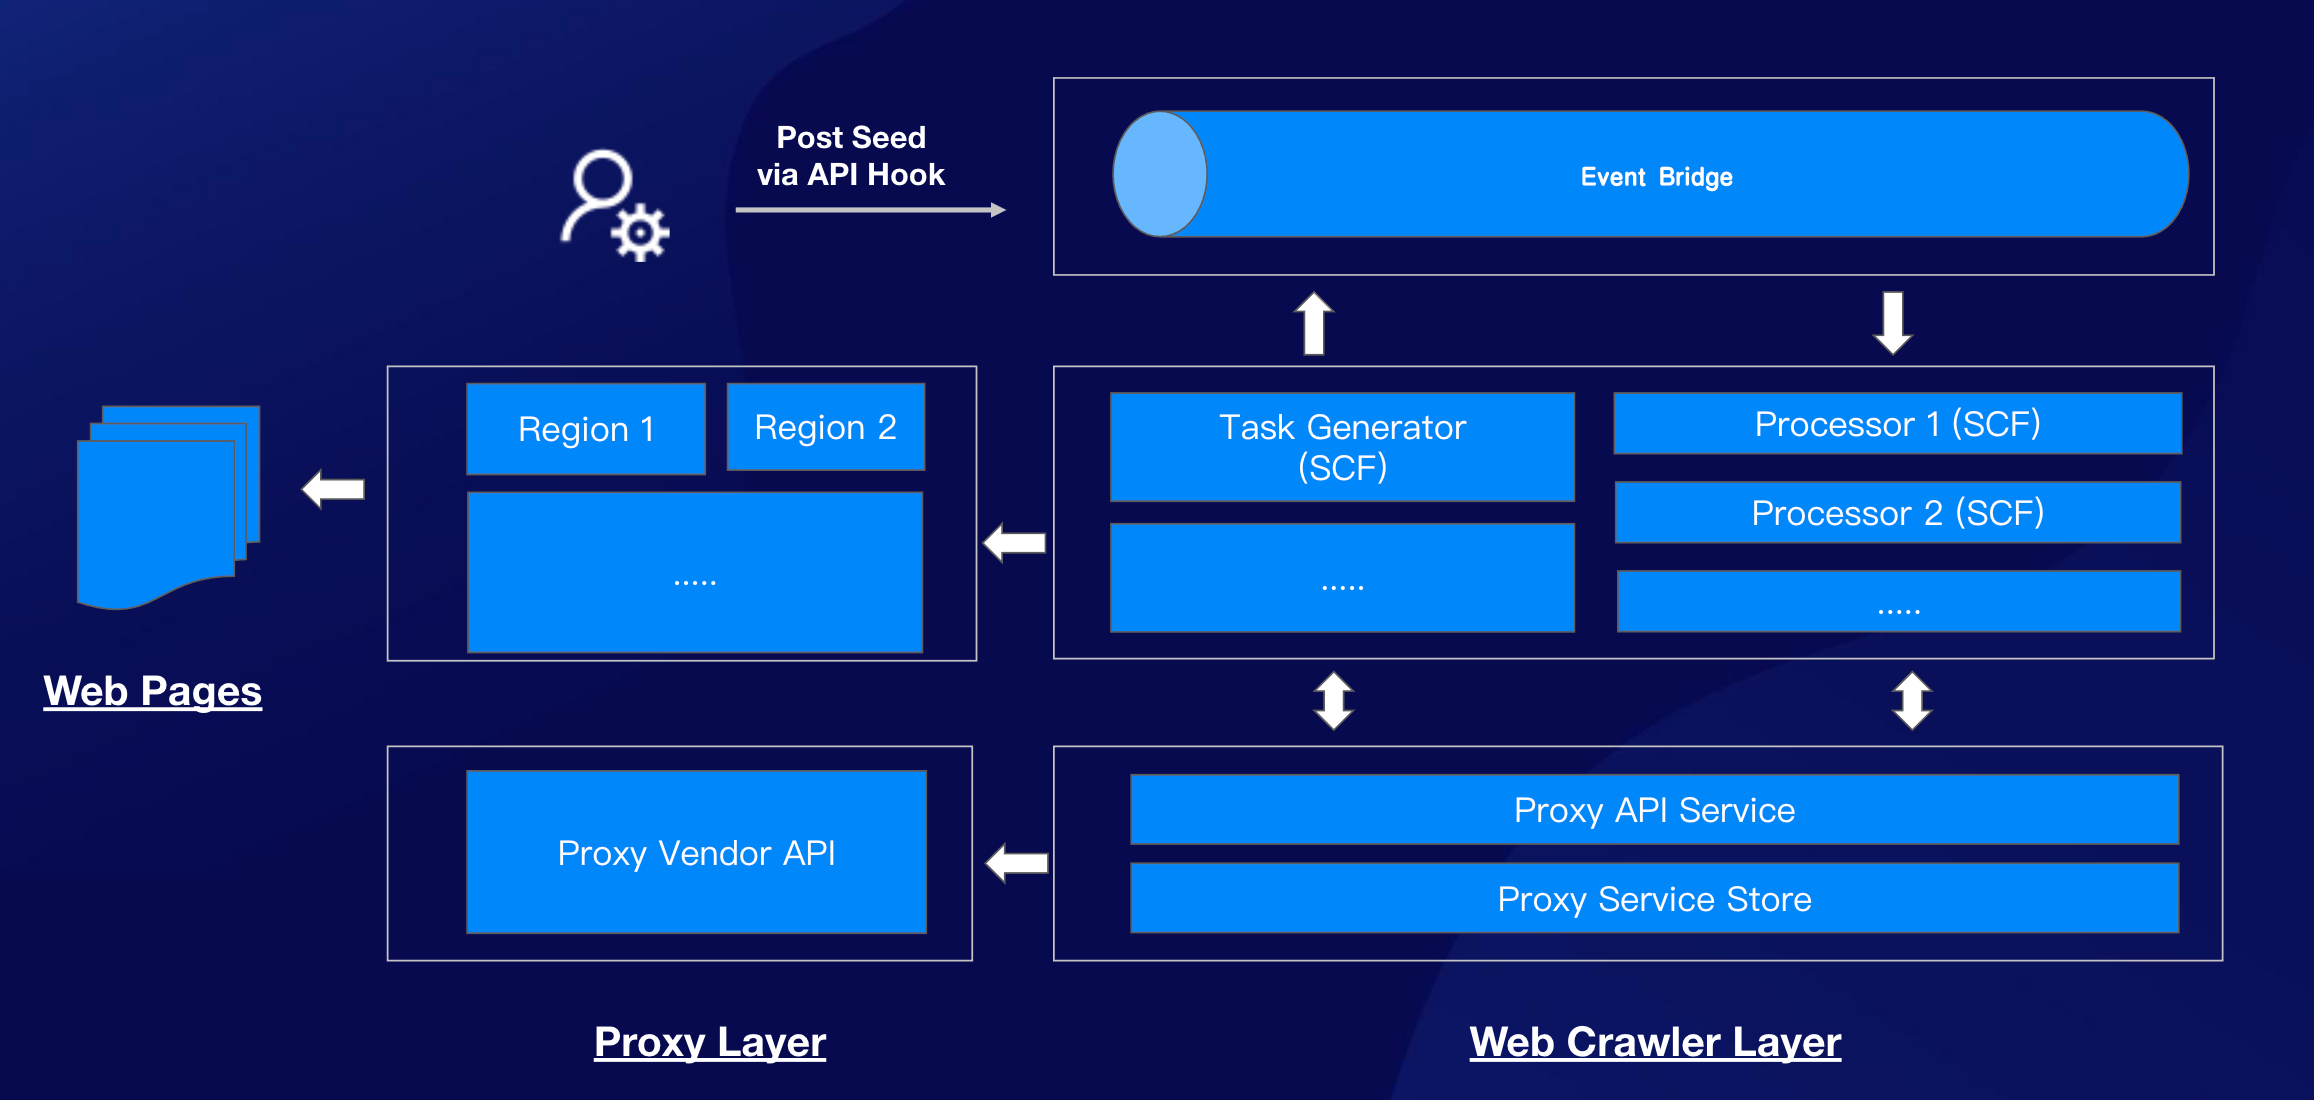 Post Seed
via API Hook
Event Bridge
Region 1
Region 2
.....
Task Generator
(SCF)
.....
Processor 1 (SCF)
Processor 2 (SCF)
.....
Web Pages
Proxy Vendor API
Proxy API Service
Proxy Service Store
Proxy Layer
Web Crawler Layer